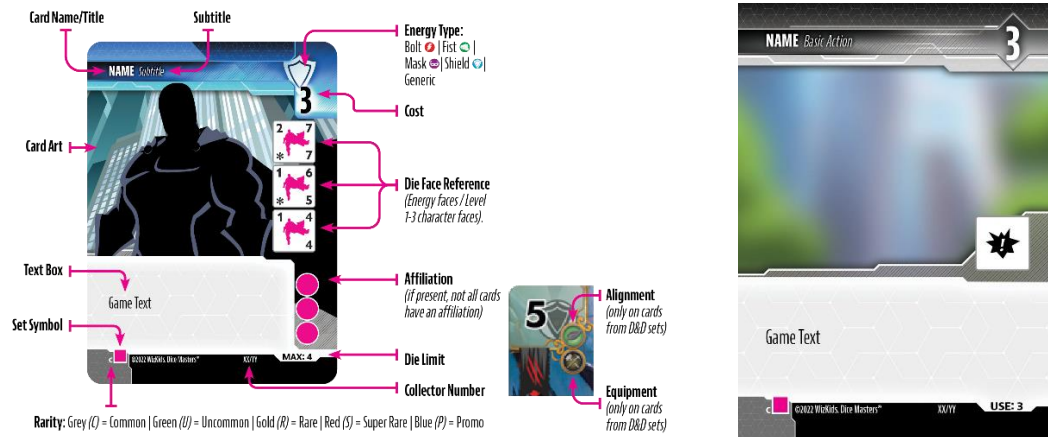 Card Name/Title
Subtitle
Energy Type:
Bolt | Fist |
Mask | Shield |
Generic
NAME Subtitle
3
Cost
Card Art
2 7
* 7
1 6
* 5
1 4
4
Die Face Reference
(Energy faces / Level
1-3 character faces).
Text Box
Game Text
Affiliation
(if present, not all cards
have an affiliation)
Set Symbol
C
©2022 WizKids. Dice Masters™
XX/YY
MAX: 4
Die Limit
Collector Number
Rarity: Grey (C) = Common | Green (U) = Uncommon | Gold (R) = Rare | Red (S) = Super Rare | Blue (P) = Promo
5
Alignment
(only on cards
from D&D sets)
Equipment
(only on cards
from D&D sets)
NAME Basic Action
3
!
Game Text
C
©2022 WizKids. Dice Masters™
XX/YY
USE: 3